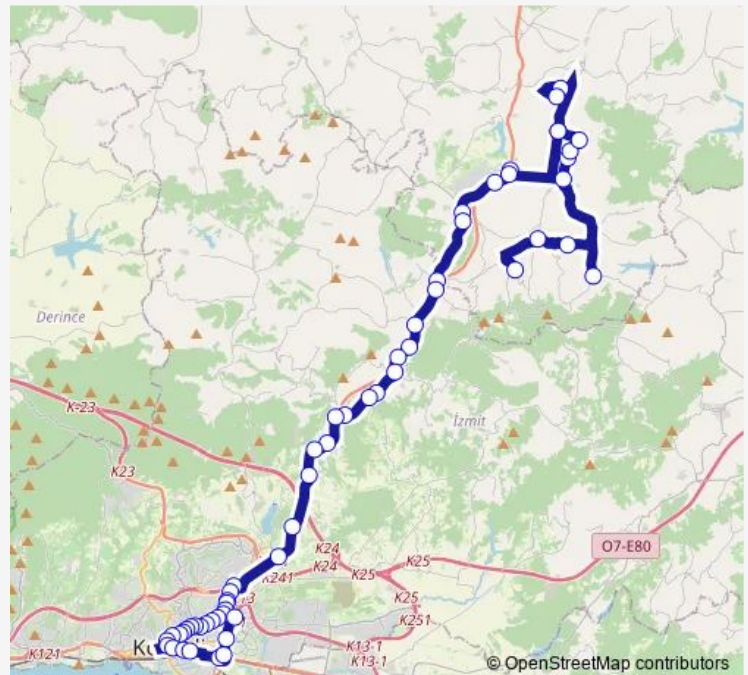 Derince
K-23
K23
İzmit
O7-E80
K24
K25
K24
K241
K25
K25
K251
K13-1
K13-1
K121
© OpenStreetMap contributors